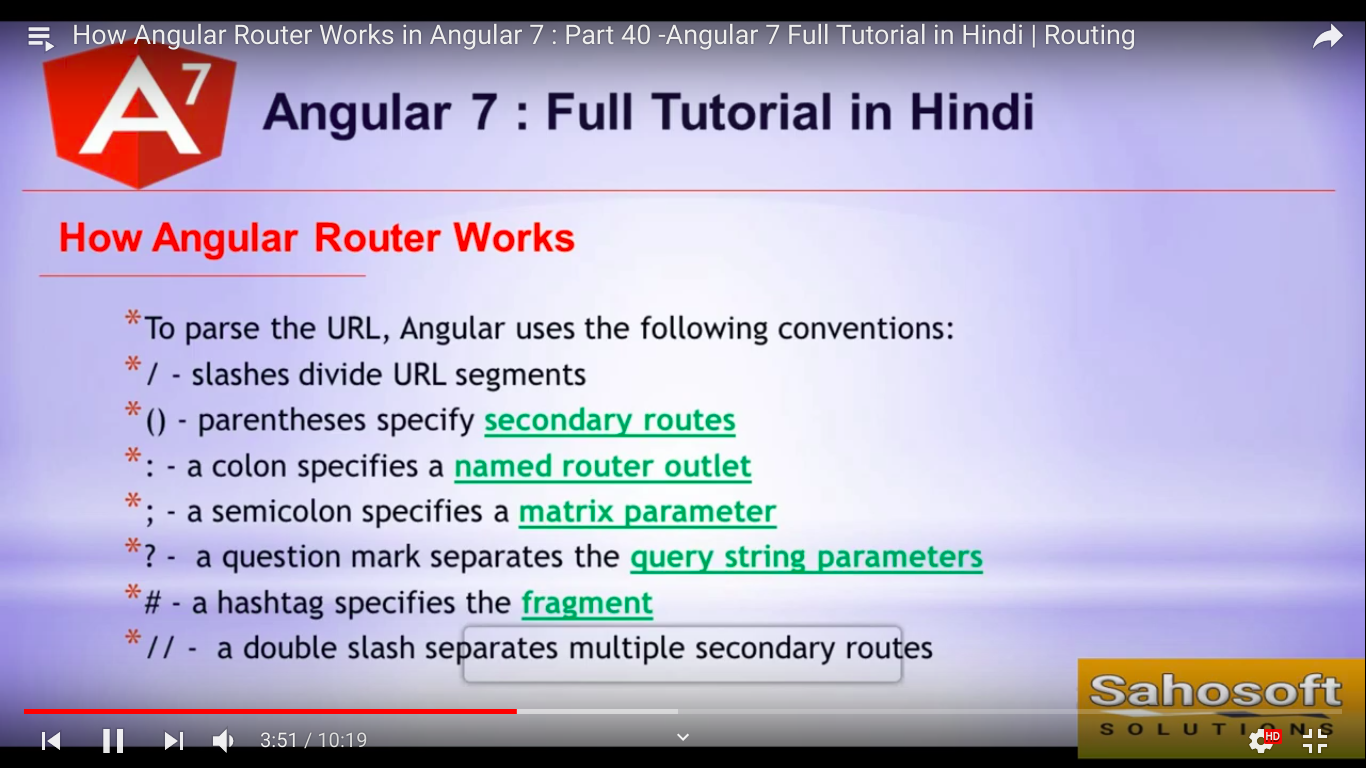 How Angular Router Works in Angular 7 : Part 40 -Angular 7 Full Tutorial in Hindi | Routing
A7
Angular 7 : Full Tutorial in Hindi
How Angular Router Works
*To parse the URL, Angular uses the following conventions:
*/ - slashes divide URL segments
*() - parentheses specify secondary routes
*: - a colon specifies a named router outlet
*; - a semicolon specifies a matrix parameter
*? - a question mark separates the query string parameters
*# - a hashtag specifies the fragment
*// - a double slash separates multiple secondary routes
Sahosoft
SOLUTIONS
3:51 / 10:19
HD